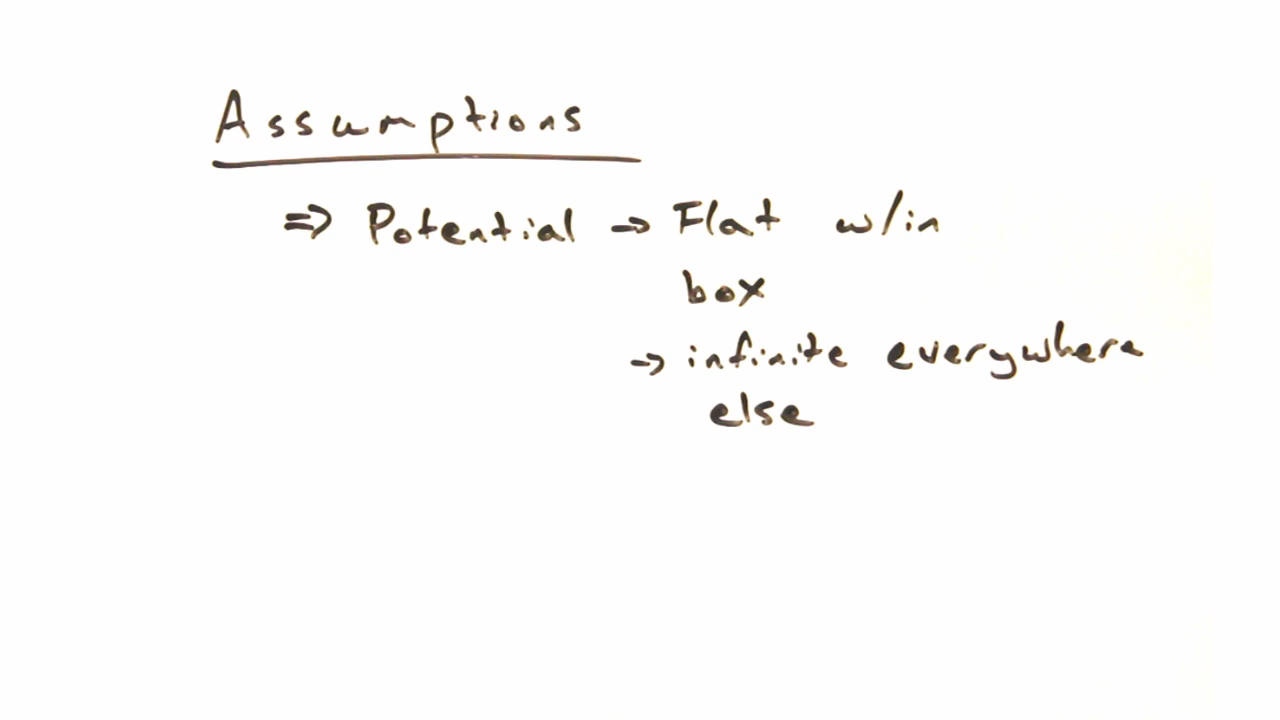 Assumptions
⇒ Potential → Flat w/in
box
→ infinite everywhere
else